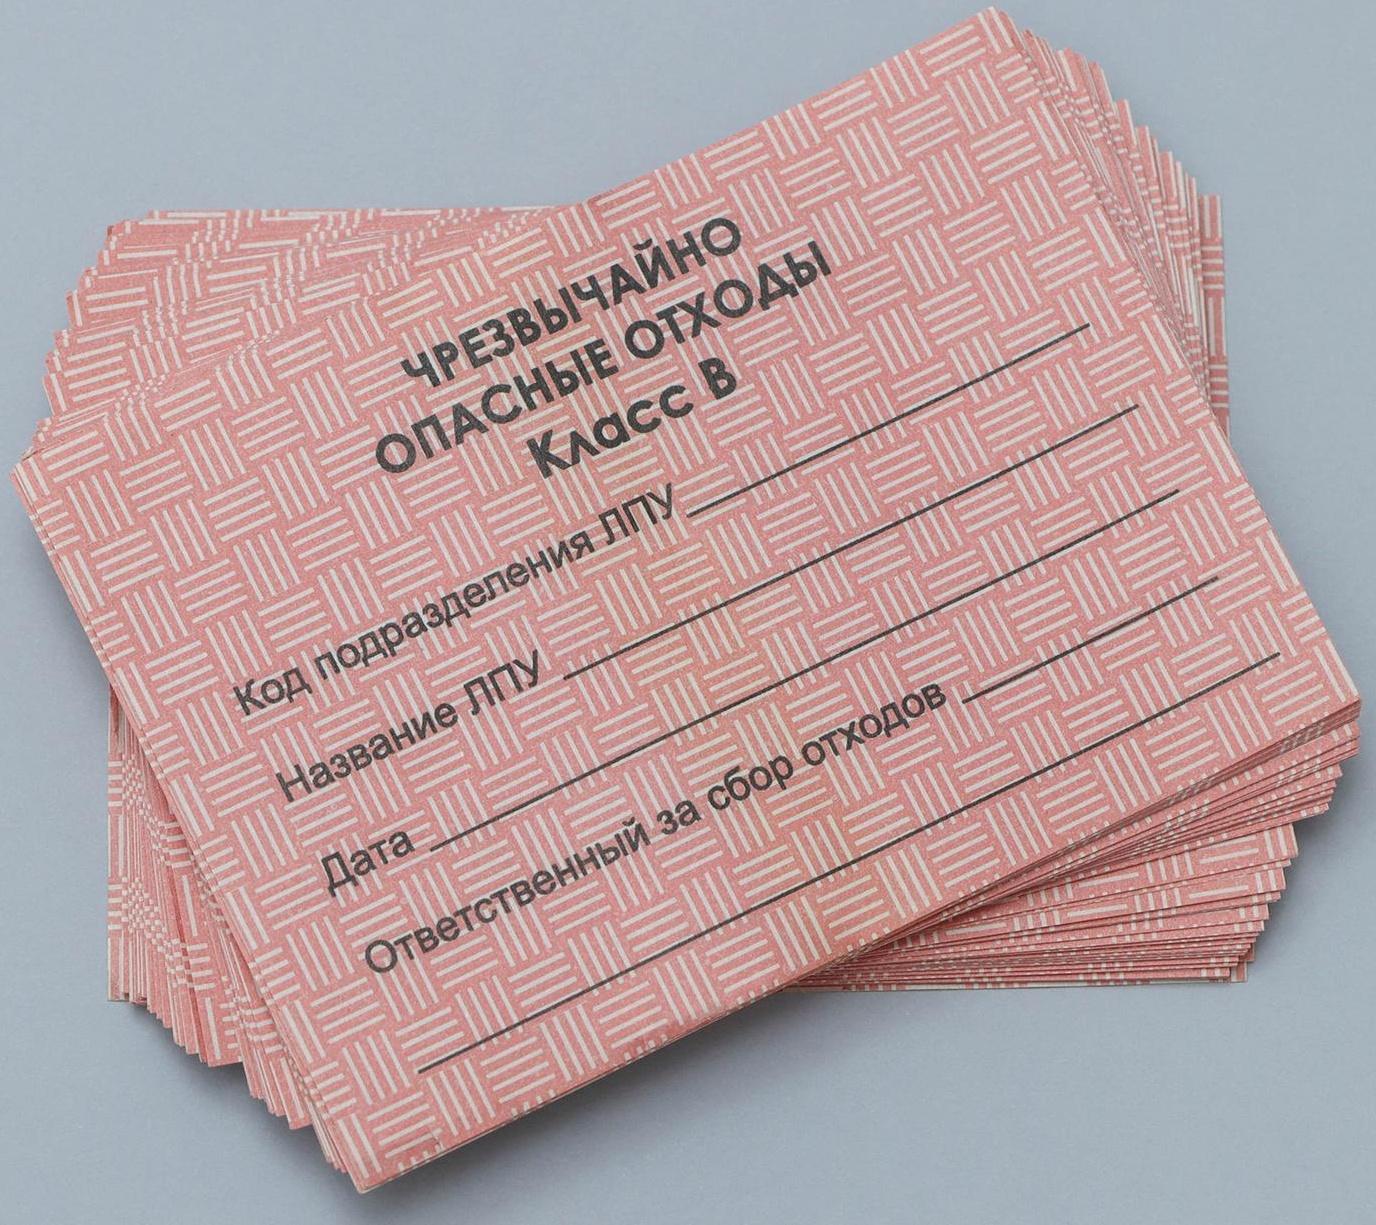 ЧРЕЗВЫЧАЙНО
ОПАСНЫЕ ОТХОДЫ
Класс В
Код подразделения ЛПУ
Название ЛПУ
Дата
Ответственный за сбор отходов